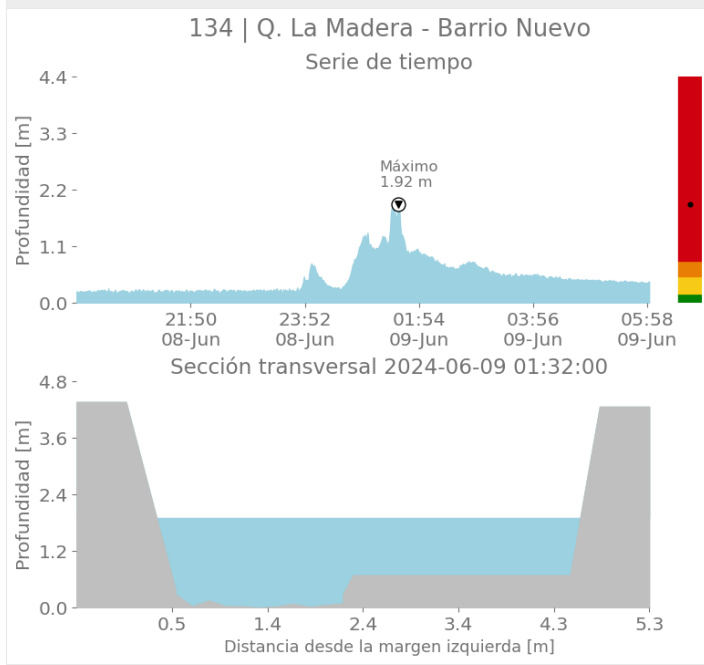 134 | Q. La Madera - Barrio Nuevo
Serie de tiempo
Profundidad [m]
4.4
3.3
2.2
1.1
0.0
Máximo
1.92 m
21:50 23:52 01:54 03:56 05:58
08-Jun 08-Jun 09-Jun 09-Jun 09-Jun
Sección transversal 2024-06-09 01:32:00
Profundidad [m]
4.8
3.6
2.4
1.2
0.0
0.5 1.4 2.4 3.4 4.3 5.3
Distancia desde la margen izquierda [m]